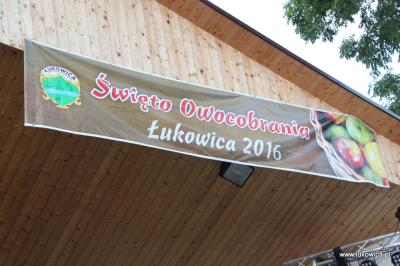 ŁUKOWICA
Święto Owocobrania
Łukowica 2016
www.lukowica.pl